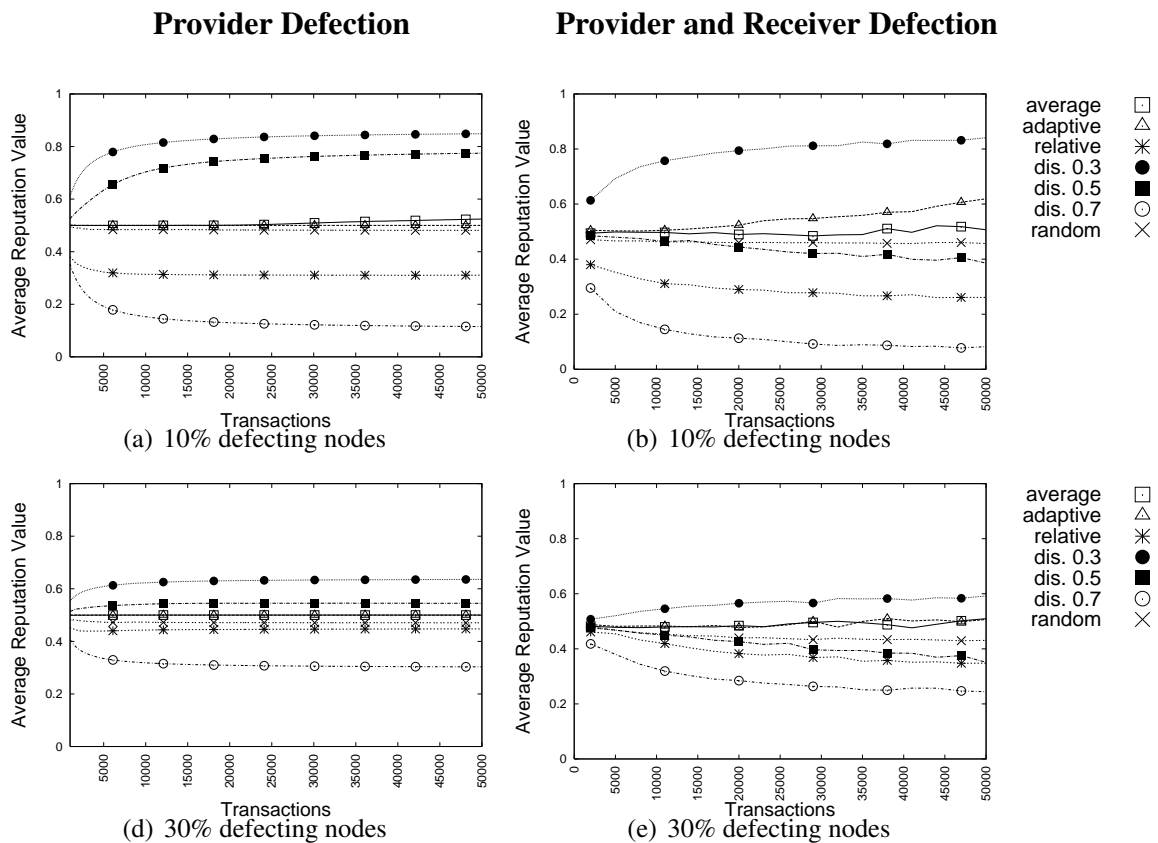 Provider Defection
Provider and Receiver Defection
1
0.8
0.6
0.4
0.2
0
Average Reputation Value
5000
10000
15000
20000
25000
30000
35000
40000
45000
50000
Transactions
(a) 10% defecting nodes
1
0.8
0.6
0.4
0.2
0
Average Reputation Value
0
5000
10000
15000
20000
25000
30000
35000
40000
45000
50000
Transactions
(b) 10% defecting nodes
average
adaptive
relative
dis. 0.3
dis. 0.5
dis. 0.7
random
1
0.8
0.6
0.4
0.2
0
Average Reputation Value
5000
10000
15000
20000
25000
30000
35000
40000
45000
50000
Transactions
(d) 30% defecting nodes
1
0.8
0.6
0.4
0.2
0
Average Reputation Value
0
5000
10000
15000
20000
25000
30000
35000
40000
45000
50000
Transactions
(e) 30% defecting nodes
average
adaptive
relative
dis. 0.3
dis. 0.5
dis. 0.7
random